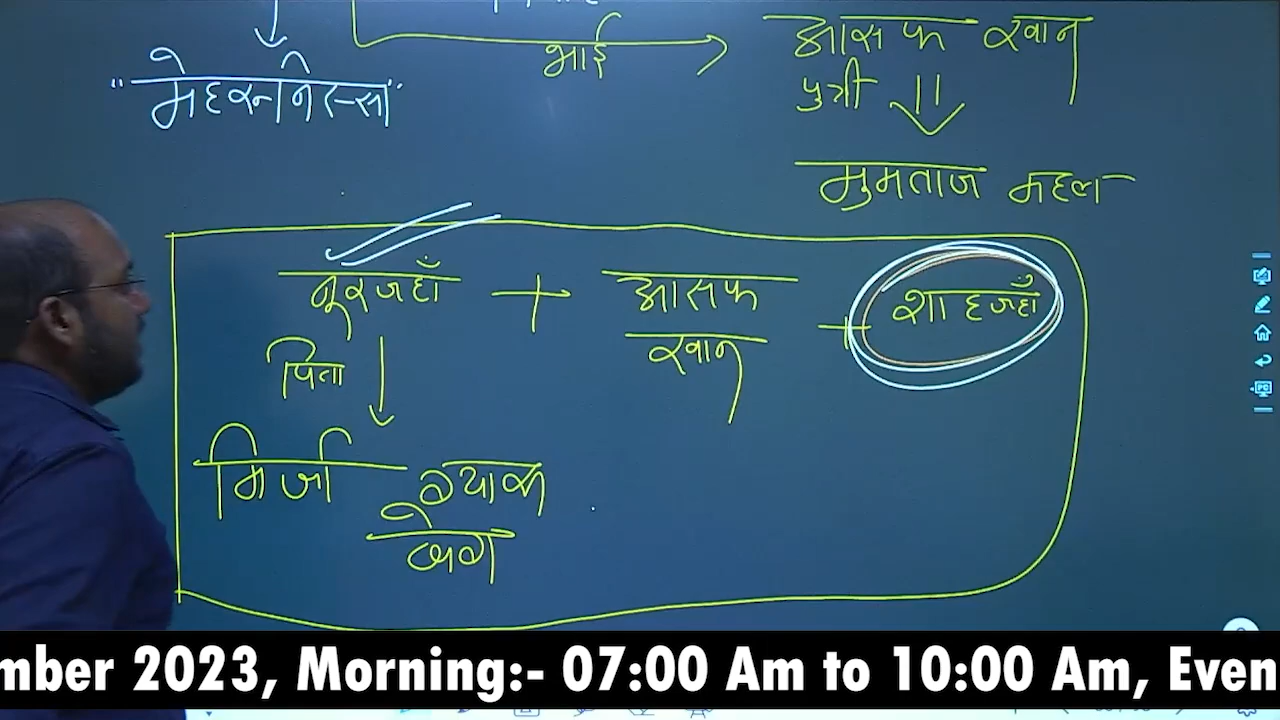 भाई
आसफ खान
"मेहरुन्निस्सा"
पुत्री
मुमताज महल
नूरजहाँ + आसफ खान + शाहजहाँ
पिता
मिर्जा ग्यास
बेग
mber 2023, Morning:- 07:00 Am to 10:00 Am, Even